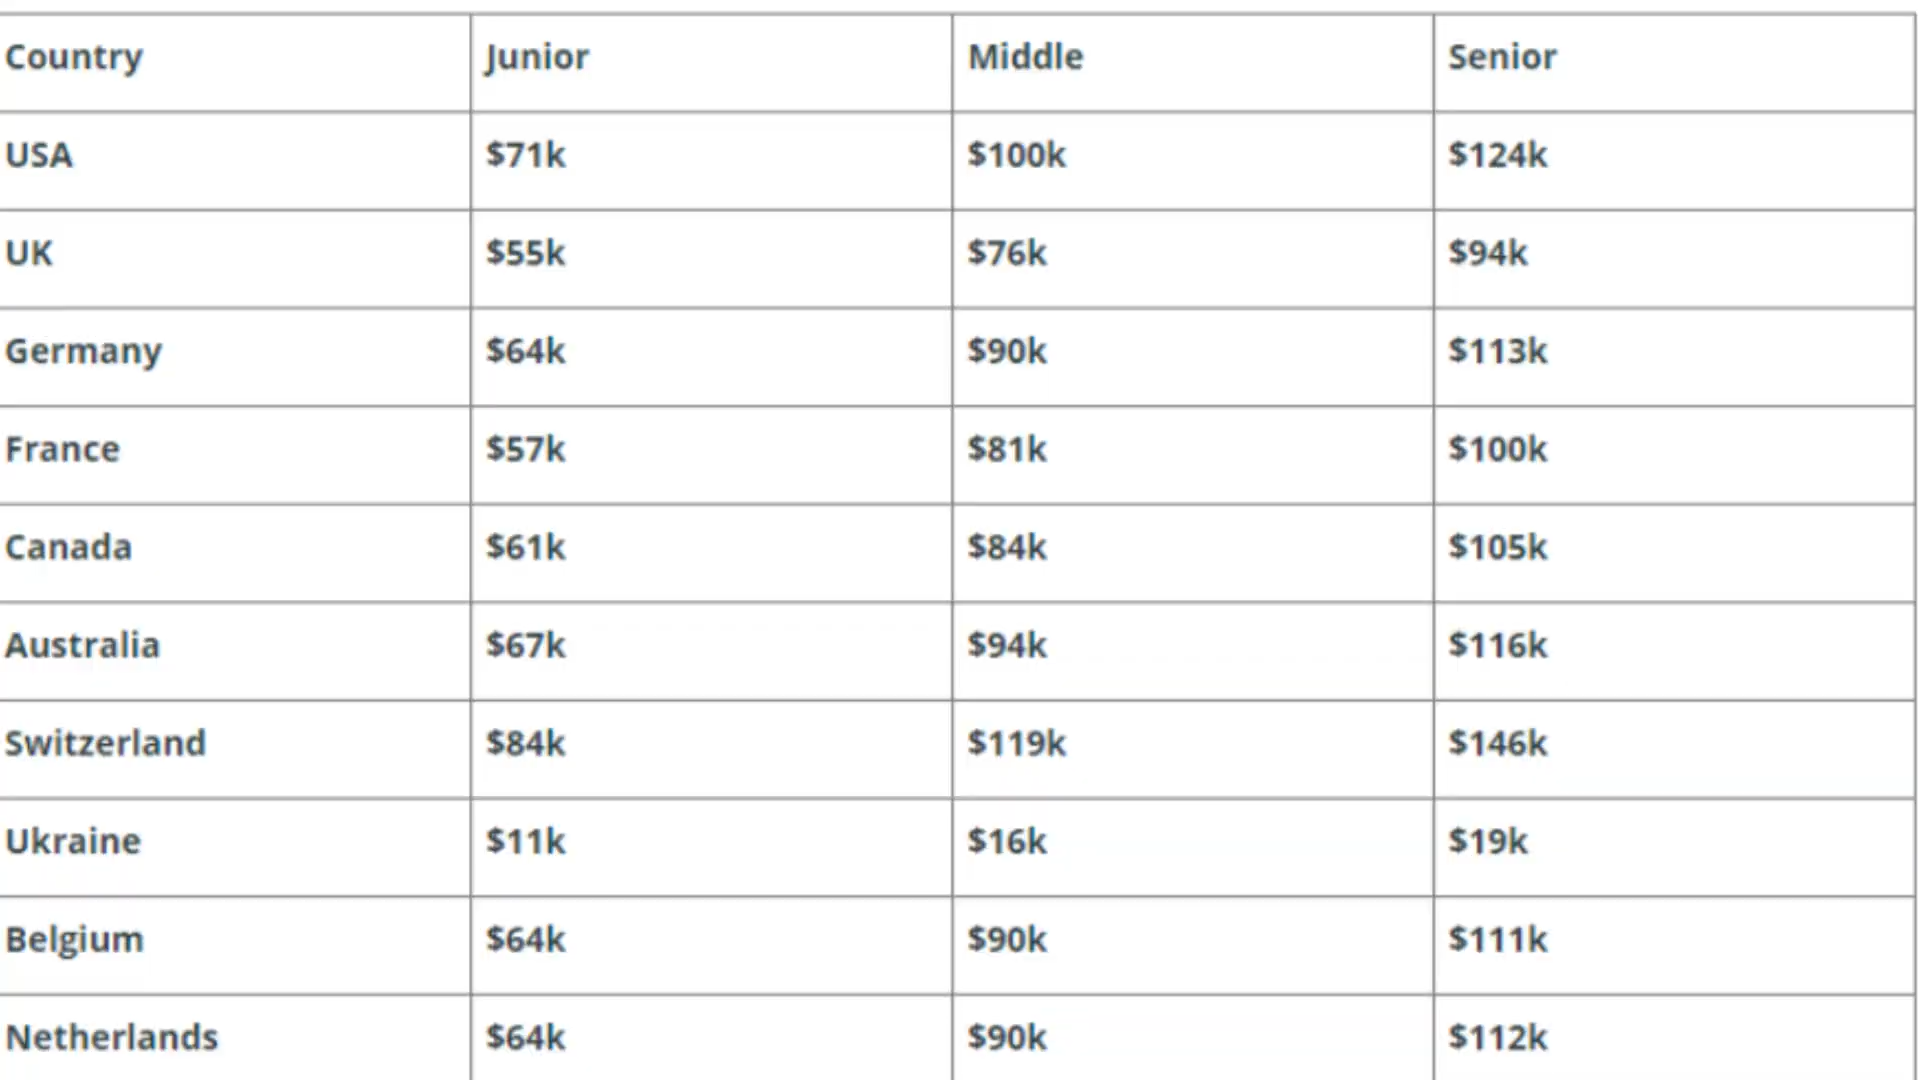 Country Junior Middle Senior
USA $71k $100k $124k
UK $55k $76k $94k
Germany $64k $90k $113k
France $57k $81k $100k
Canada $61k $84k $105k
Australia $67k $94k $116k
Switzerland $84k $119k $146k
Ukraine $11k $16k $19k
Belgium $64k $90k $111k
Netherlands $64k $90k $112k